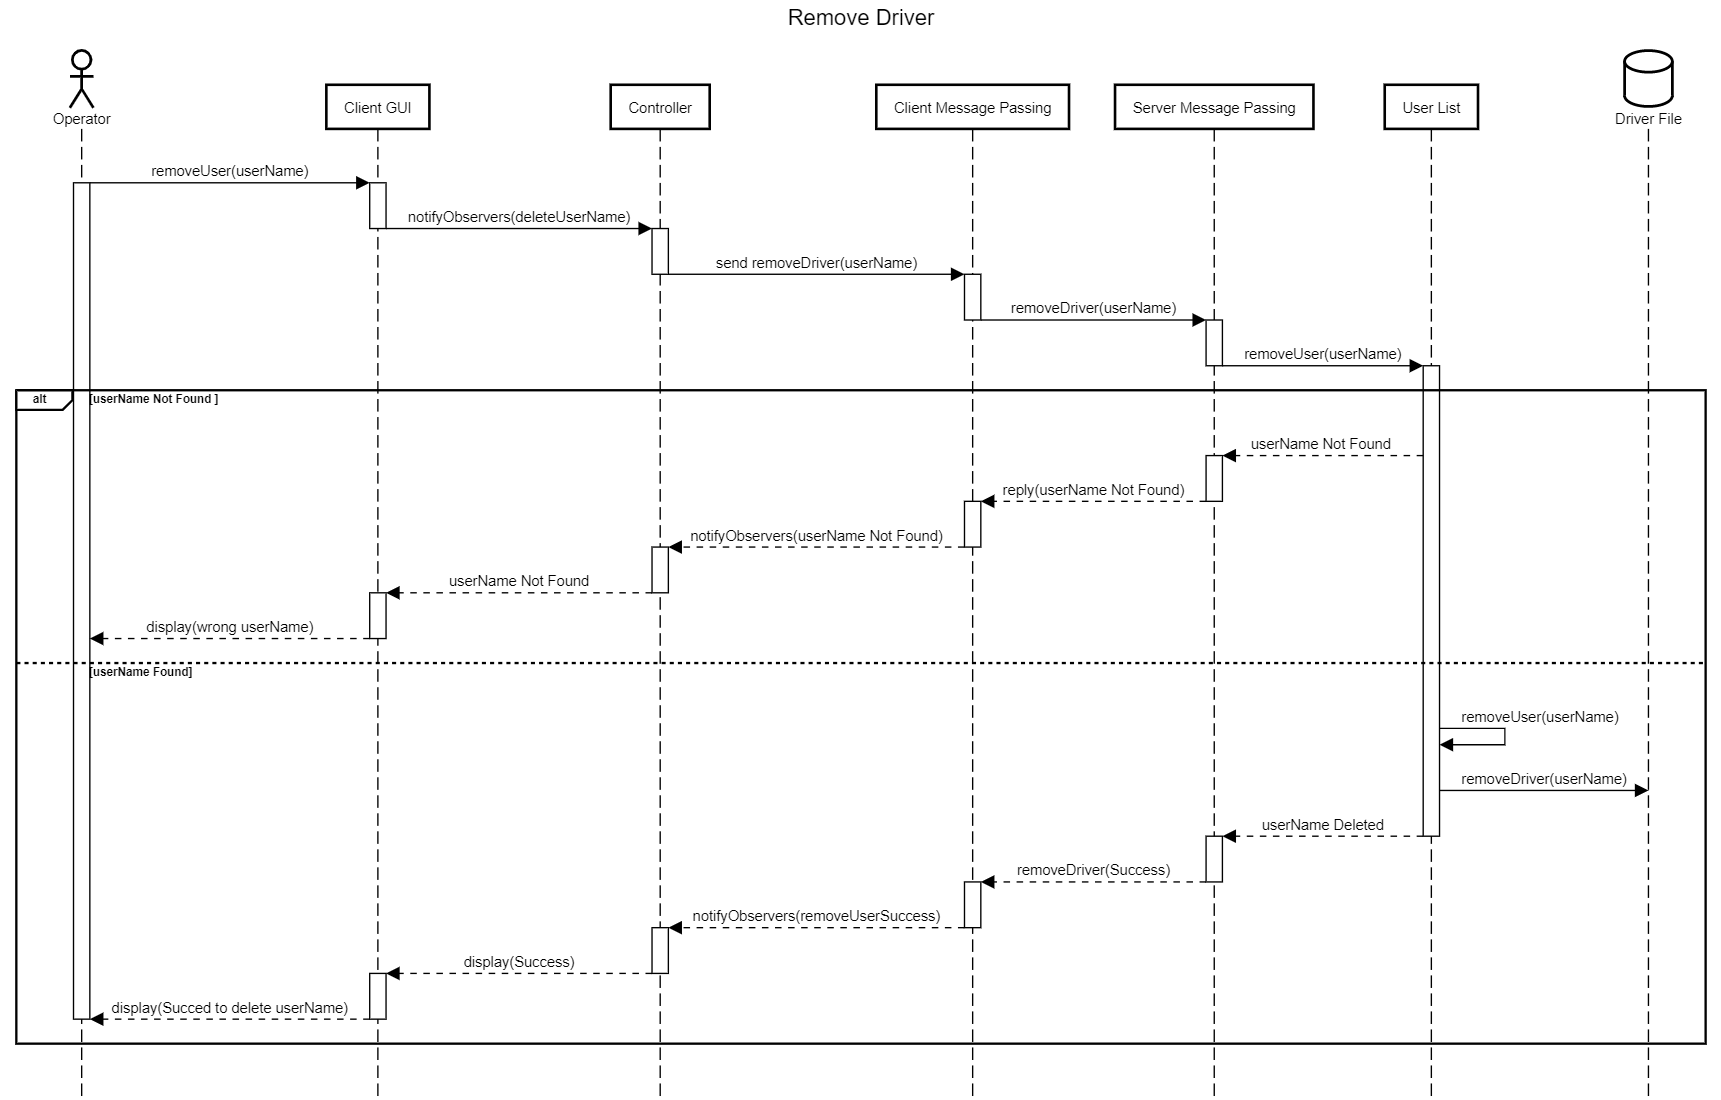 Remove Driver
Operator
Client GUI
Controller
Client Message Passing
Server Message Passing
User List
Driver File
removeUser(userName)
notifyObservers(deleteUserName)
send removeDriver(userName)
removeDriver(userName)
removeUser(userName)
alt
[userName Not Found ]
userName Not Found
reply(userName Not Found)
notifyObservers(userName Not Found)
userName Not Found
display(wrong userName)
[userName Found]
removeUser(userName)
removeDriver(userName)
userName Deleted
removeDriver(Success)
notifyObservers(removeUserSuccess)
display(Success)
display(Succed to delete userName)